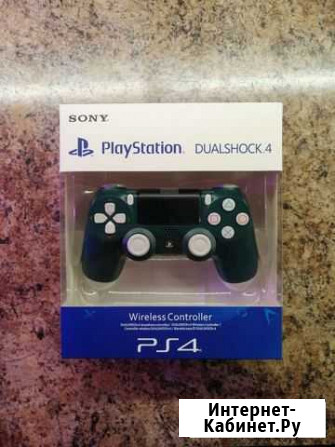 SONY
PlayStation. DUALSHOCK.4
Wireless Controller
PS4
Интернет-
Кабинет.Ру